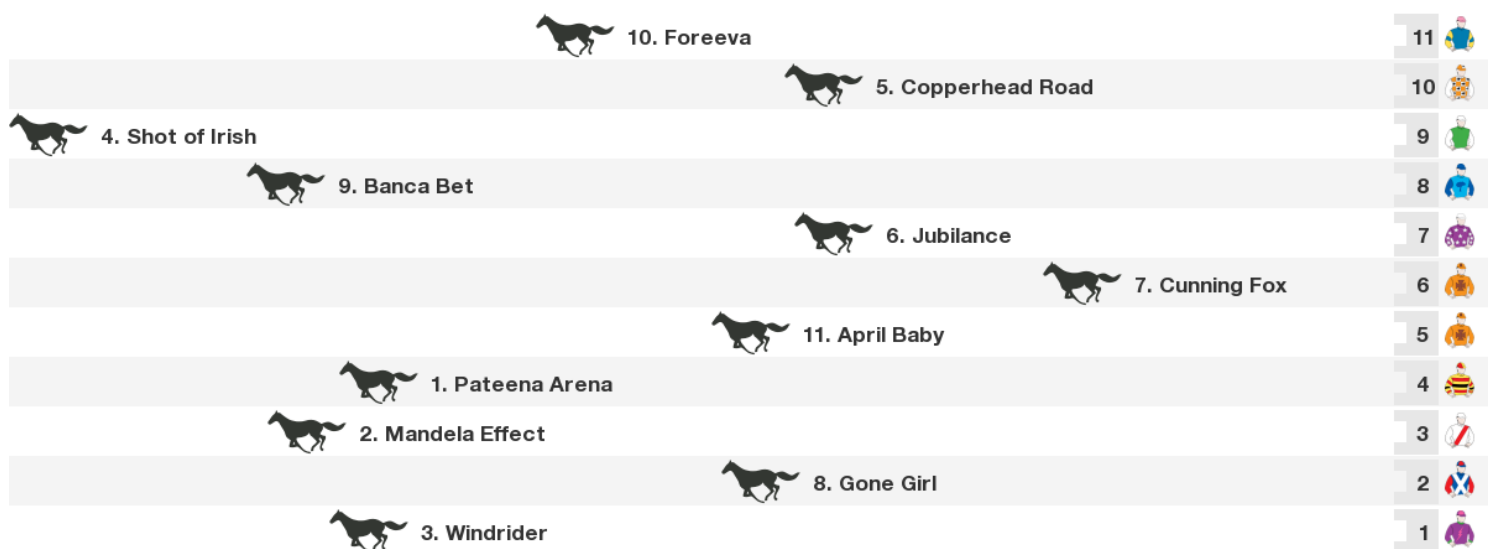 10. Foreeva 11
5. Copperhead Road 10
4. Shot of Irish 9
9. Banca Bet 8
6. Jubilance 7
7. Cunning Fox 6
11. April Baby 5
1. Pateena Arena 4
2. Mandela Effect 3
8. Gone Girl 2
3. Windrider 1